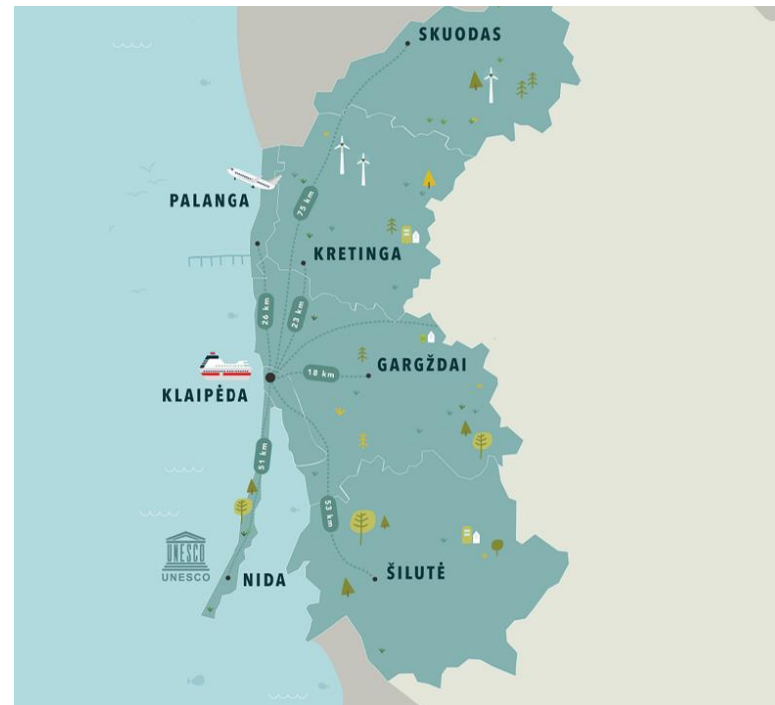 SKUODAS
PALANGA
75 km
KRETINGA
26 km
23 km
KLAIPĖDA
18 km
GARGŽDAI
51 km
53 km
UNESCO
UNESCO
NIDA
ŠILUTĖ